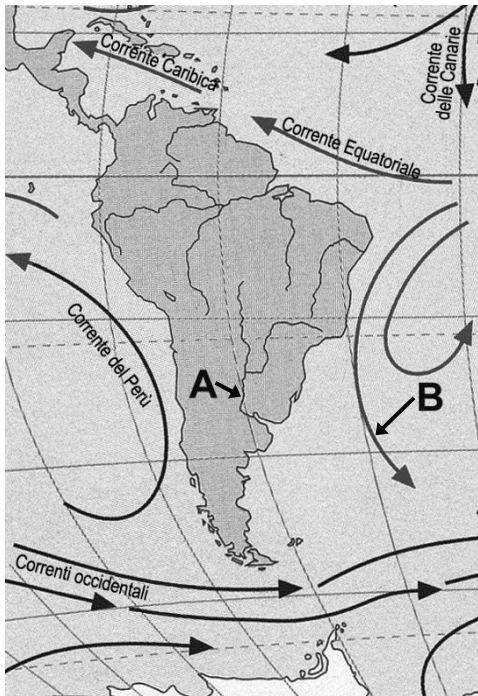 Corrente Caribica
Corrente
delle Canarie
Corrente Equatoriale
Corrente del Perù
A
B
Correnti occidentali